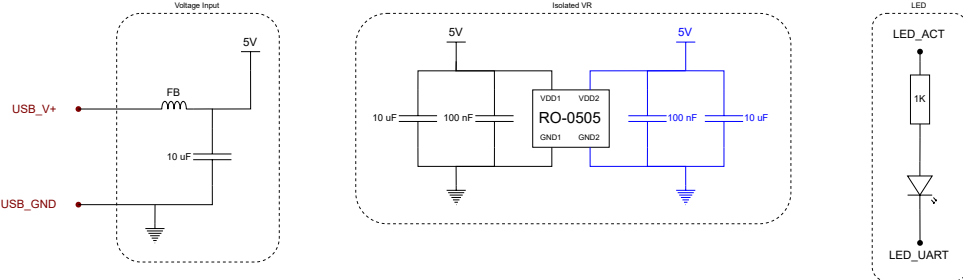 Voltage Input
5V
FB
USB_V+
10 uF
USB_GND
Isolated VR
5V
5V
VDD1
VDD2
10 uF
100 nF
RO-0505
100 nF
10 uF
GND1
GND2
LED
LED_ACT
1K
LED_UART